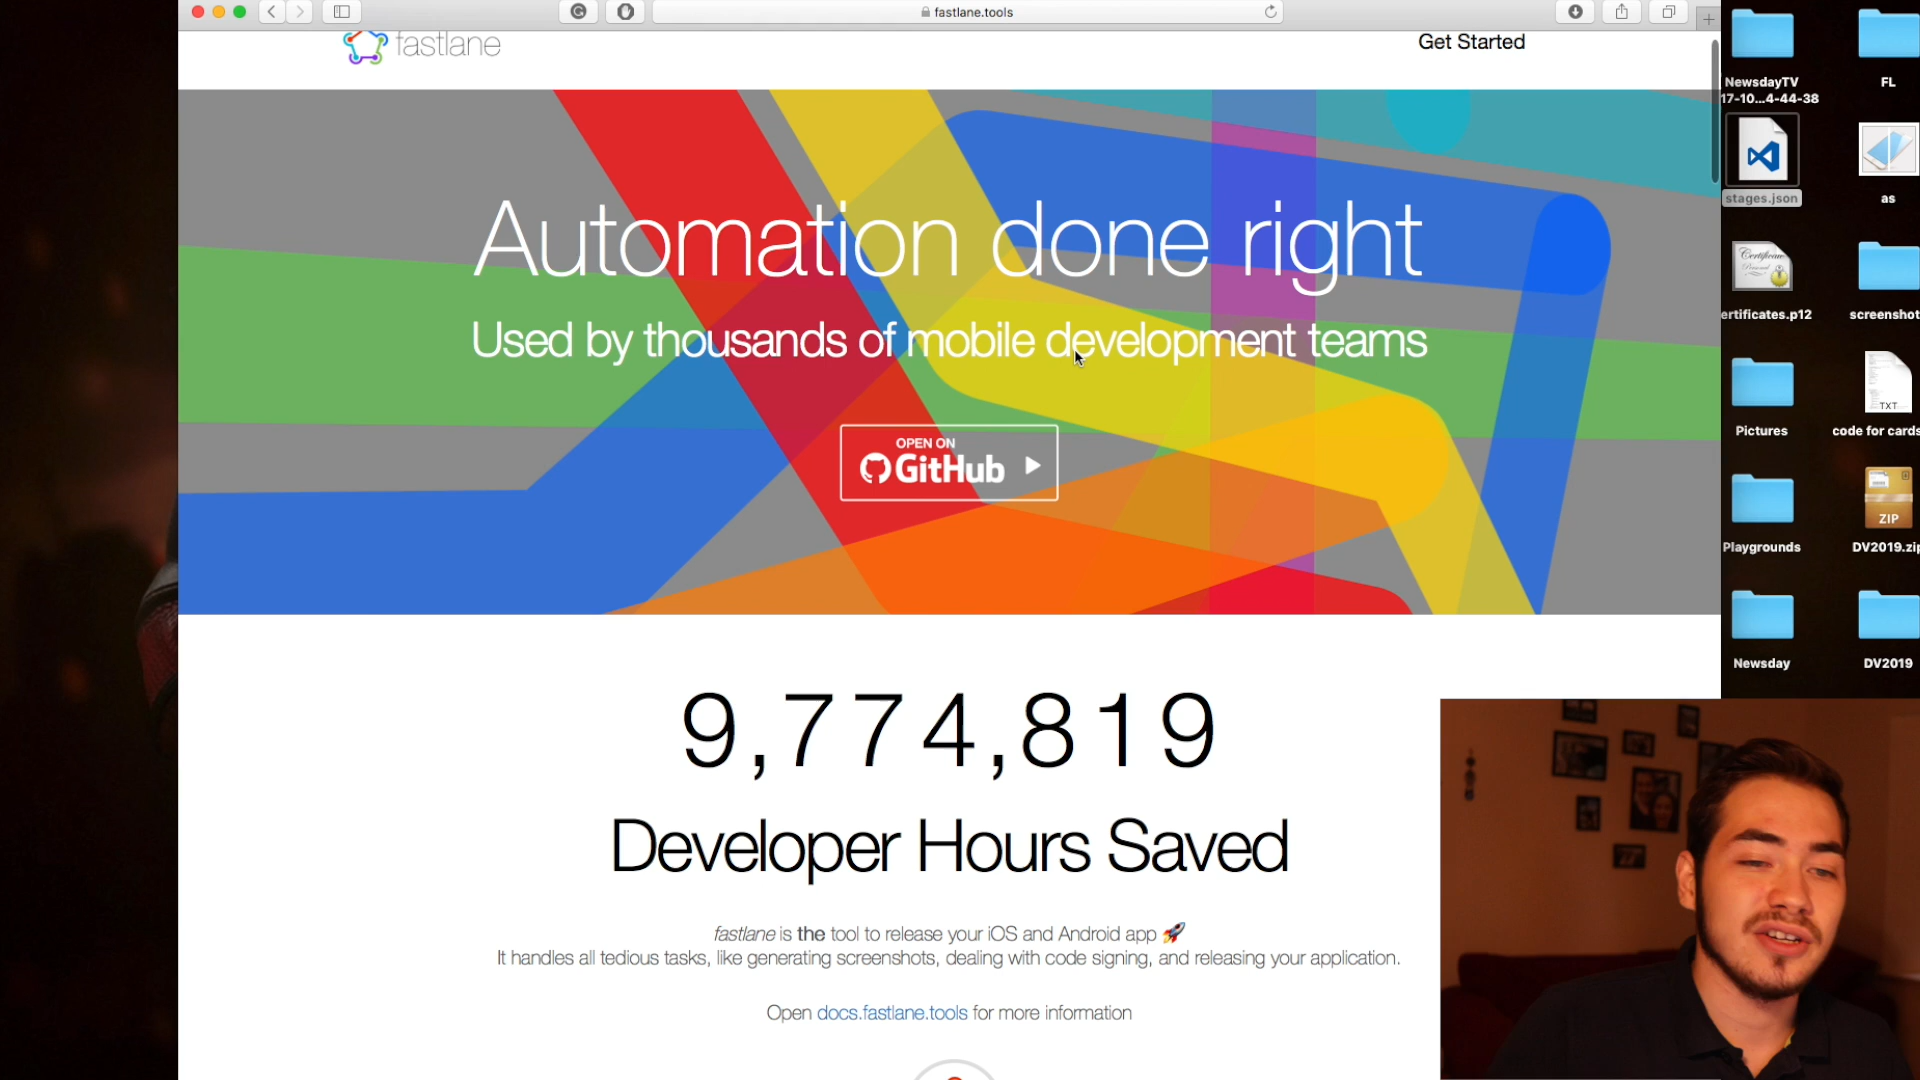 fastlane.tools
fastlane
Get Started
Automation done right
Used by thousands of mobile development teams
OPEN ON
GitHub
9,774,819
Developer Hours Saved
fastlane is the tool to release your iOS and Android app 🚀
It handles all tedious tasks, like generating screenshots, dealing with code signing, and releasing your application.
Open docs.fastlane.tools for more information
NewsdayTV
17-10...4-44-38
FL
stages.json
as
Certificate
ertificates.p12
screenshot
TXT
Pictures
code for cards
ZIP
Playgrounds
DV2019.zip
Newsday
DV2019